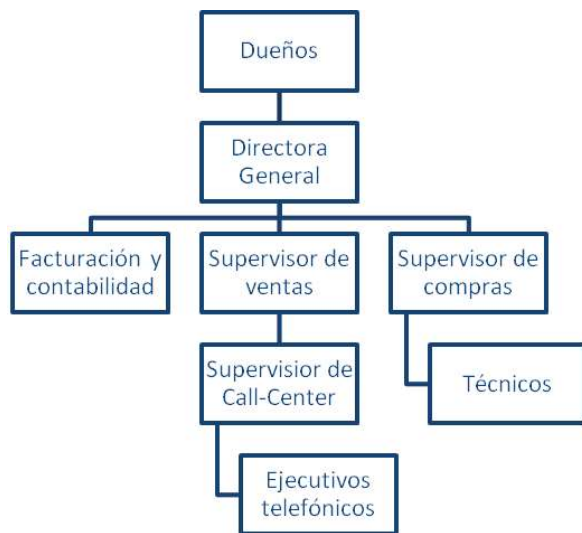 Dueños
Directora
General
Facturación y
contabilidad
Supervisor de
ventas
Supervisor de
compras
Supervisior de
Call-Center
Técnicos
Ejecutivos
telefónicos